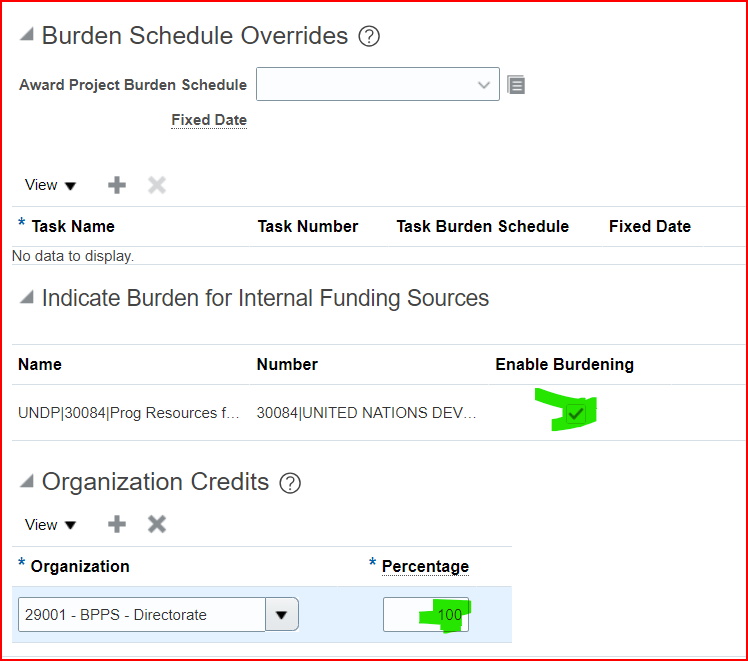 Burden Schedule Overrides ?
Award Project Burden Schedule
Fixed Date
View
* Task Name Task Number Task Burden Schedule Fixed Date
No data to display.
Indicate Burden for Internal Funding Sources
Name Number Enable Burdening
UNDP|30084|Prog Resources f... 30084|UNITED NATIONS DEV...
Organization Credits ?
View
* Organization * Percentage
29001 - BPPS - Directorate 100